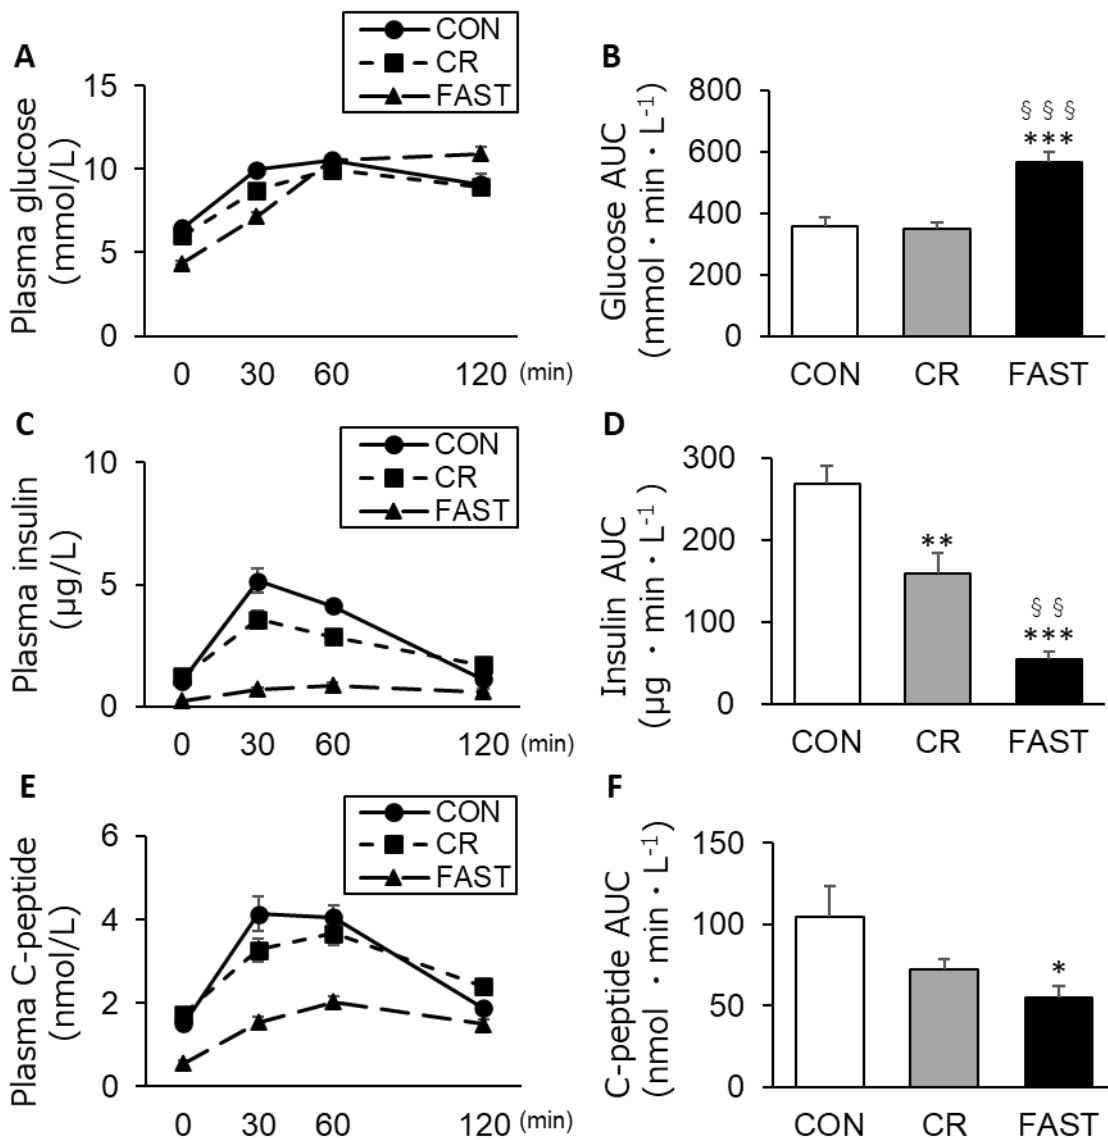 A
CON
CR
FAST
Plasma glucose
(mmol/L)
15
10
5
0
0 30 60 120 (min)
B
Glucose AUC
(mmol・min・L-1)
800
600
400
200
0
§ § §
***
CON CR FAST
C
CON
CR
FAST
Plasma insulin
(µg/L)
10
5
0
0 30 60 120 (min)
D
Insulin AUC
(µg・min・L-1)
300
200
100
0
**
§ §
***
CON CR FAST
E
CON
CR
FAST
Plasma C-peptide
(nmol/L)
6
4
2
0
0 30 60 120 (min)
F
C-peptide AUC
(nmol・min・L-1)
150
100
50
0
*
CON CR FAST